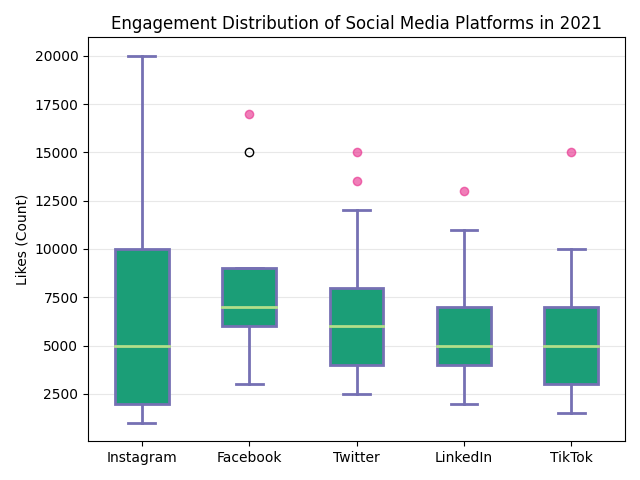 Engagement Distribution of Social Media Platforms in 2021
20000
17500
15000
12500
10000
7500
5000
2500
Likes (Count)
Instagram Facebook Twitter LinkedIn TikTok